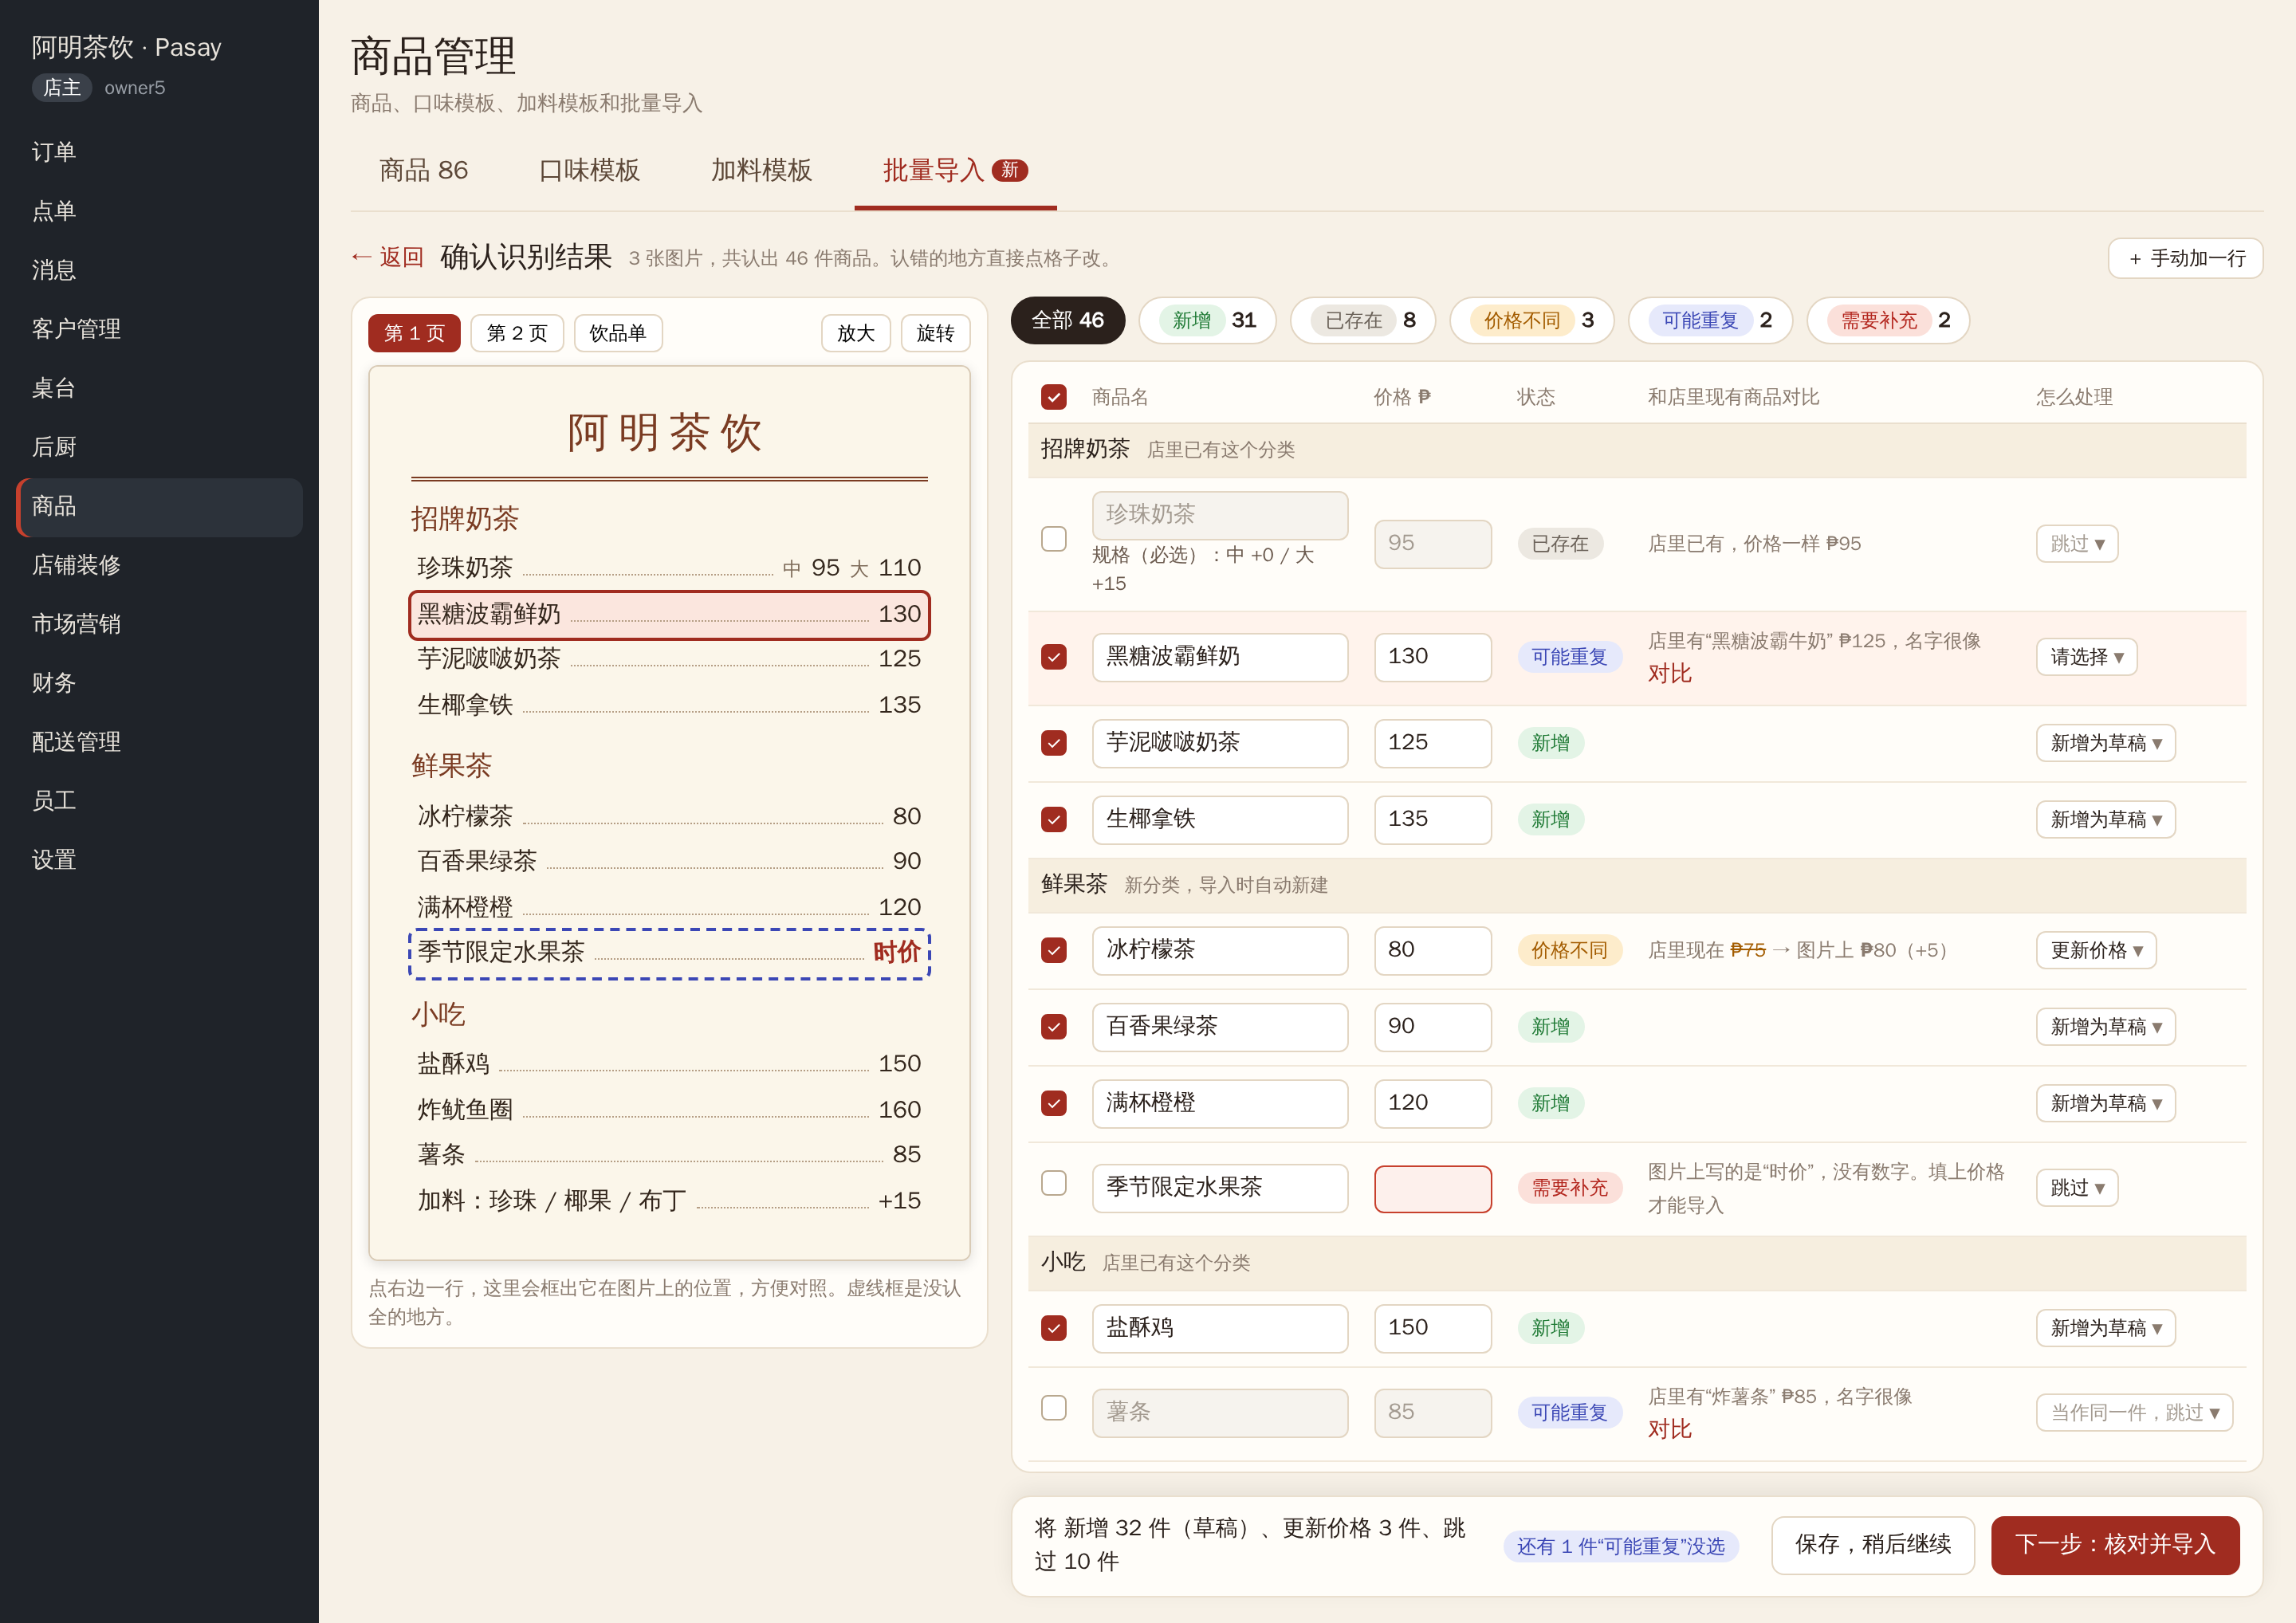 阿明茶饮 · Pasay
店主 owner5
订单
点单
消息
客户管理
桌台
后厨
商品
店铺装修
市场营销
财务
配送管理
员工
设置
商品管理
商品、口味模板、加料模板和批量导入
商品 86 口味模板 加料模板 批量导入 新
← 返回 确认识别结果 3 张图片，共认出 46 件商品。认错的地方直接点格子改。 + 手动加一行
第 1 页 第 2 页 饮品单 放大 旋转
阿明茶饮
招牌奶茶
珍珠奶茶 中 95 大 110
黑糖波霸鲜奶 130
芋泥啵啵奶茶 125
生椰拿铁 135
鲜果茶
冰柠檬茶 80
百香果绿茶 90
满杯橙橙 120
季节限定水果茶 时价
小吃
盐酥鸡 150
炸鱿鱼圈 160
薯条 85
加料：珍珠 / 椰果 / 布丁 +15
点右边一行，这里会框出它在图片上的位置，方便对照。虚线框是没认
全的地方。
全部 46 新增 31 已存在 8 价格不同 3 可能重复 2 需要补充 2
商品名 价格 ₱ 状态 和店里现有商品对比 怎么处理
招牌奶茶 店里已有这个分类
珍珠奶茶 95 已存在 店里已有，价格一样 ₱95 跳过 ▾
规格（必选）：中 +0 / 大
+15
黑糖波霸鲜奶 130 可能重复 店里有“黑糖波霸牛奶” ₱125，名字很像 请选择 ▾
对比
芋泥啵啵奶茶 125 新增 新增为草稿 ▾
生椰拿铁 135 新增 新增为草稿 ▾
鲜果茶 新分类，导入时自动新建
冰柠檬茶 80 价格不同 店里现在 ₱75 → 图片上 ₱80（+5） 更新价格 ▾
百香果绿茶 90 新增 新增为草稿 ▾
满杯橙橙 120 新增 新增为草稿 ▾
季节限定水果茶 需要补充 图片上写的是“时价”，没有数字。填上价格 跳过 ▾
才能导入
小吃 店里已有这个分类
盐酥鸡 150 新增 新增为草稿 ▾
薯条 85 可能重复 店里有“炸薯条” ₱85，名字很像 当作同一件，跳过 ▾
对比
将 新增 32 件（草稿）、更新价格 3 件、跳
过 10 件
还有 1 件“可能重复”没选 保存，稍后继续 下一步：核对并导入